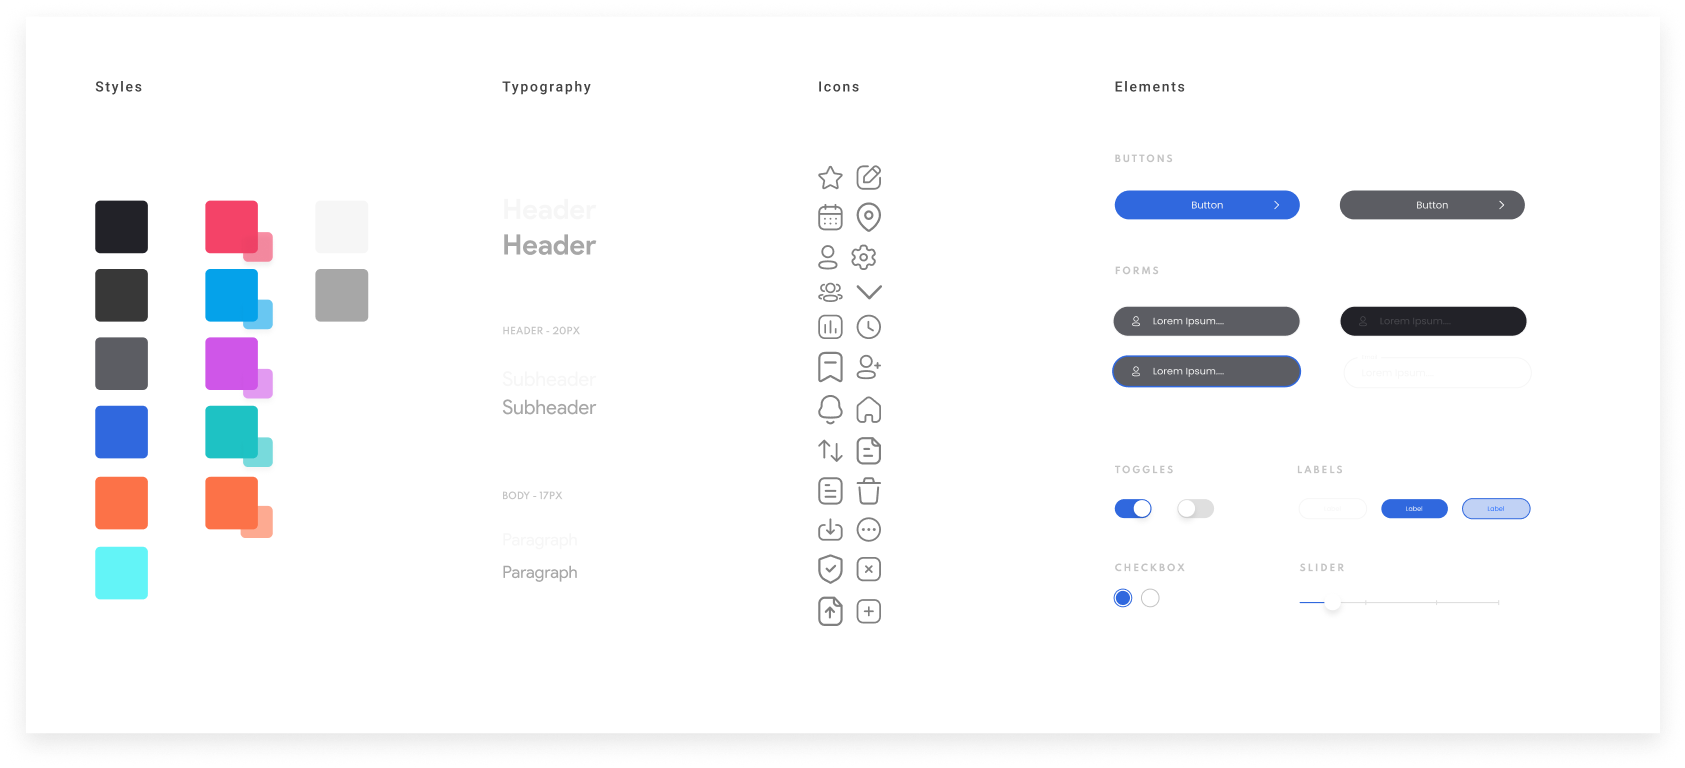 Styles
Typography
Header
Header
HEADER - 20PX
Subheader
Subheader
BODY - 17PX
Paragraph
Paragraph
Icons
Elements
BUTTONS
Button
Button
FORMS
Lorem Ipsum....
Lorem Ipsum....
Lorem Ipsum....
Lorem Ipsum...
TOGGLES
LABELS
Label
Label
CHECKBOX
SLIDER